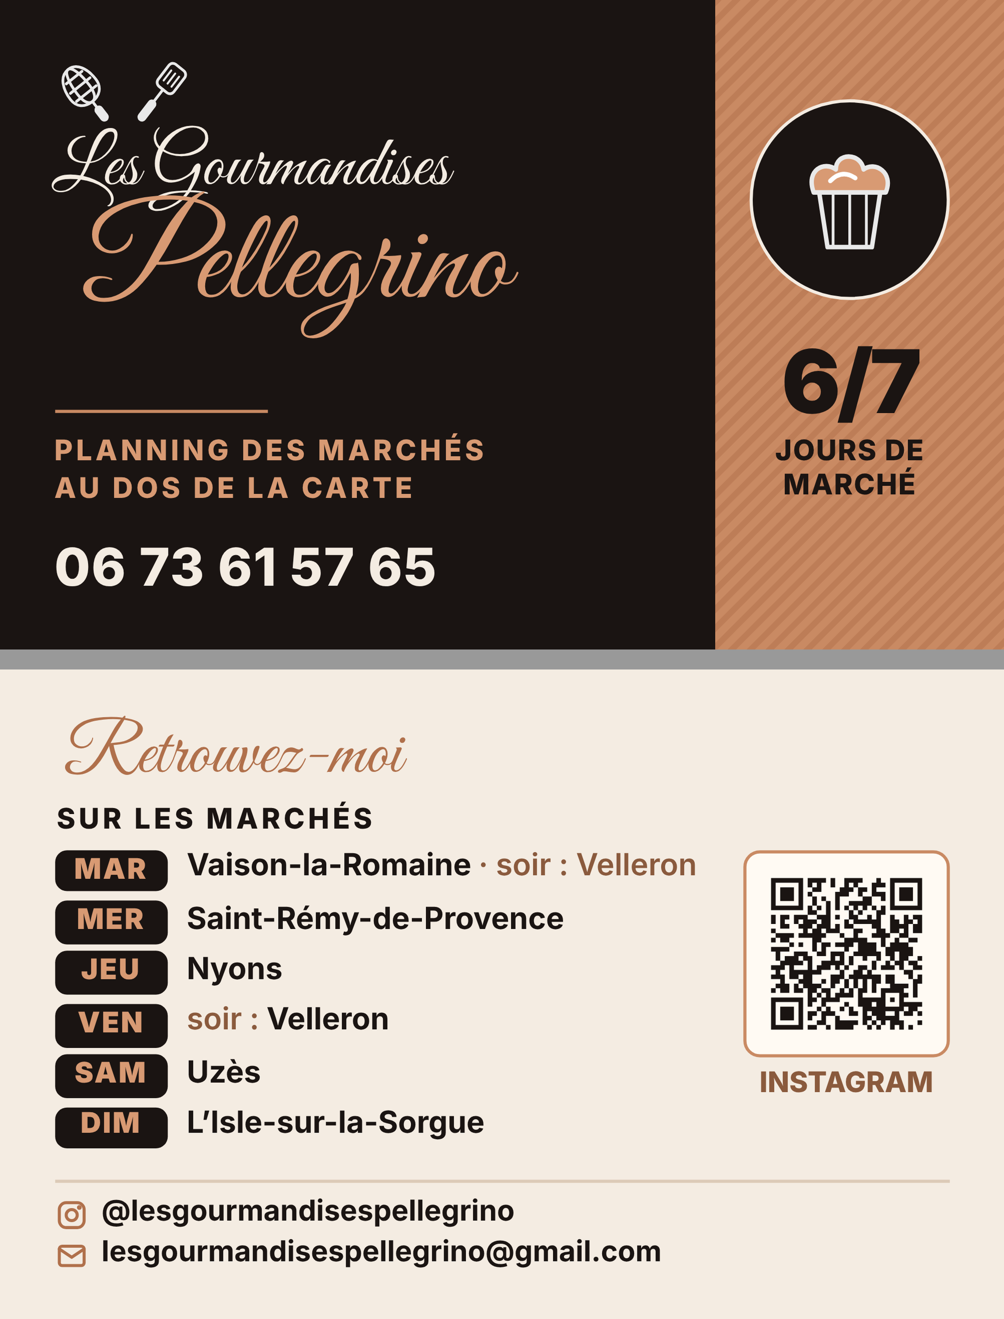 Les Gourmandises
Pellegrino
PLANNING DES MARCHÉS
AU DOS DE LA CARTE
06 73 61 57 65
6/7
JOURS DE
MARCHÉ
Retrouvez-moi
SUR LES MARCHÉS
MAR Vaison-la-Romaine · soir : Velleron
MER Saint-Rémy-de-Provence
JEU Nyons
VEN soir : Velleron
SAM Uzès
DIM L’Isle-sur-la-Sorgue
INSTAGRAM
@lesgourmandisespellegrino
lesgourmandisespellegrino@gmail.com